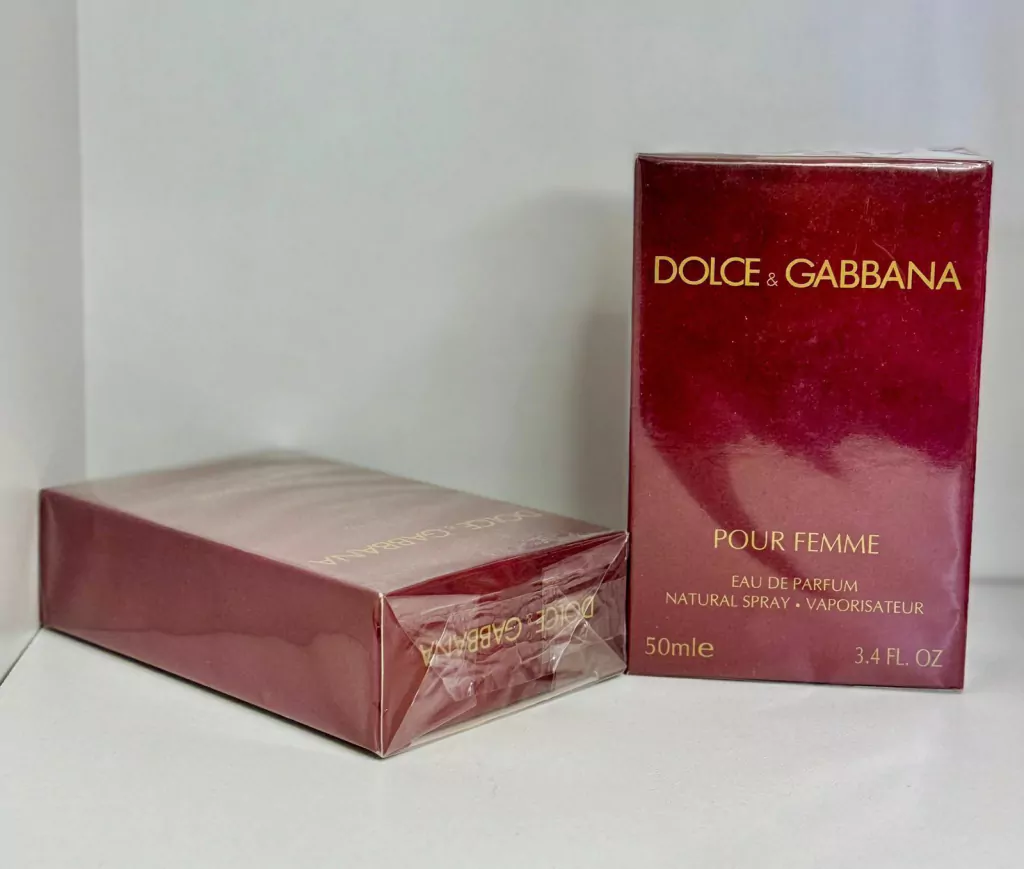 DOLCE & GABBANA
POUR FEMME
EAU DE PARFUM
NATURAL SPRAY • VAPORISATEUR
50mle
3.4 FL. OZ
DOLCE & GABBANA
DOLCE & GABBANA